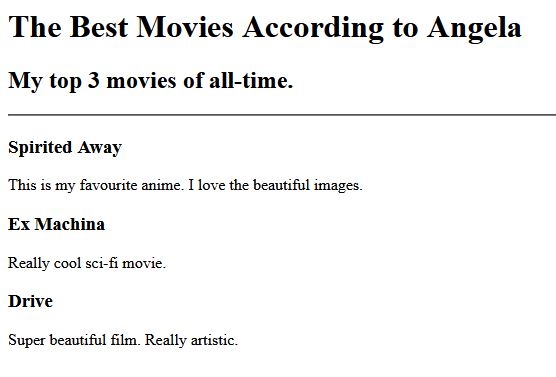 The Best Movies According to Angela
My top 3 movies of all-time.
Spirited Away
This is my favourite anime. I love the beautiful images.
Ex Machina
Really cool sci-fi movie.
Drive
Super beautiful film. Really artistic.